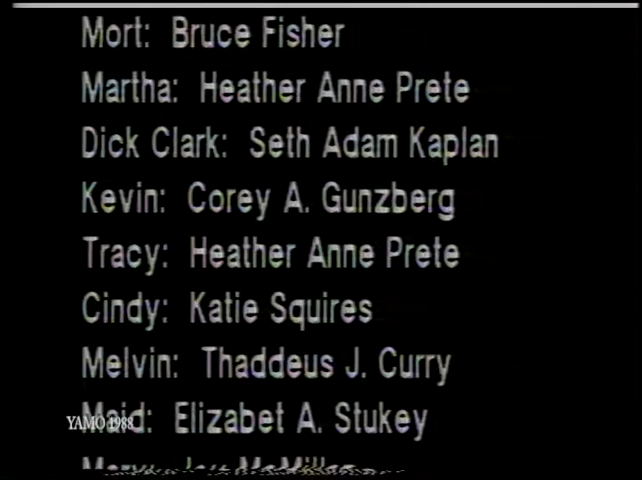 Mort: Bruce Fisher
Martha: Heather Anne Prete
Dick Clark: Seth Adam Kaplan
Kevin: Corey A. Gunzberg
Tracy: Heather Anne Prete
Cindy: Katie Squires
Melvin: Thaddeus J. Curry
Maid: Elizabet A. Stukey
YAMO 1988